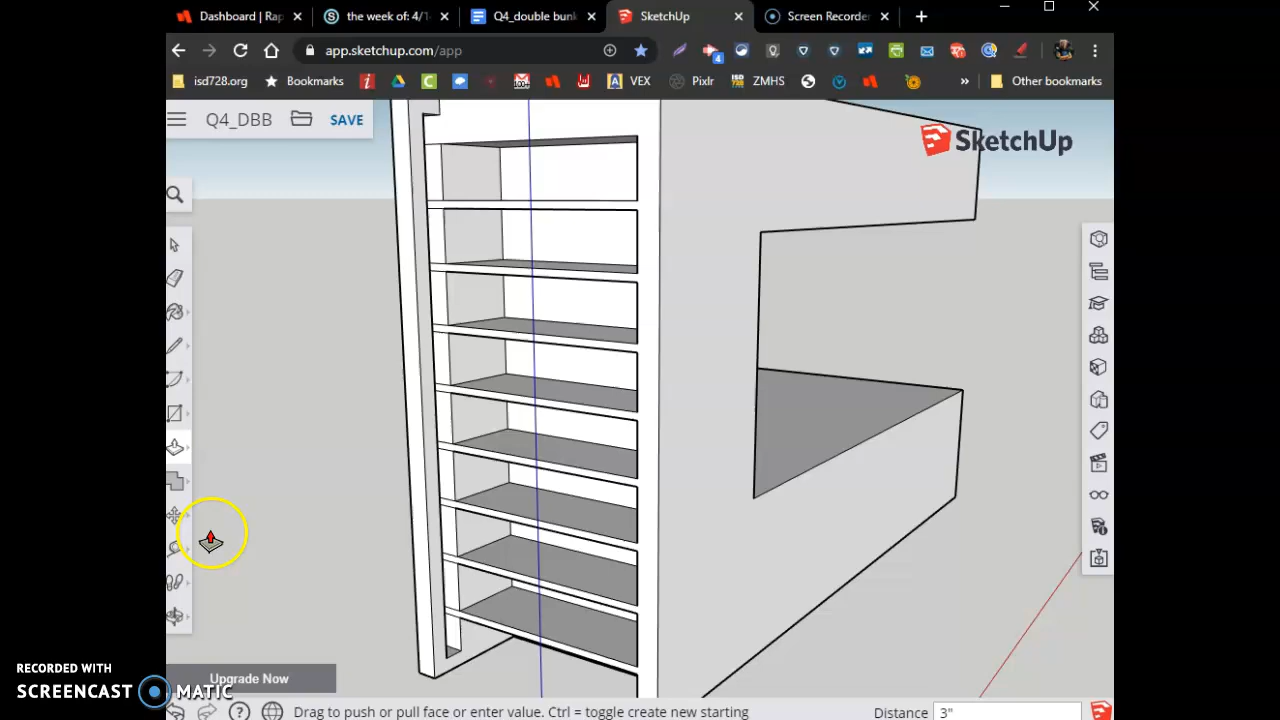 Dashboard | Rap
the week of: 4/1
Q4_double bunk
SketchUp
Screen Recorder
app.sketchup.com/app
4
isd728.org
Bookmarks
VEX
Pixlr
ZMHS
Other bookmarks
Q4_DBB
SAVE
SketchUp
Upgrade Now
RECORDED WITH
SCREENCAST MATIC
Drag to push or pull face or enter value. Ctrl = toggle create new starting
Distance 3"